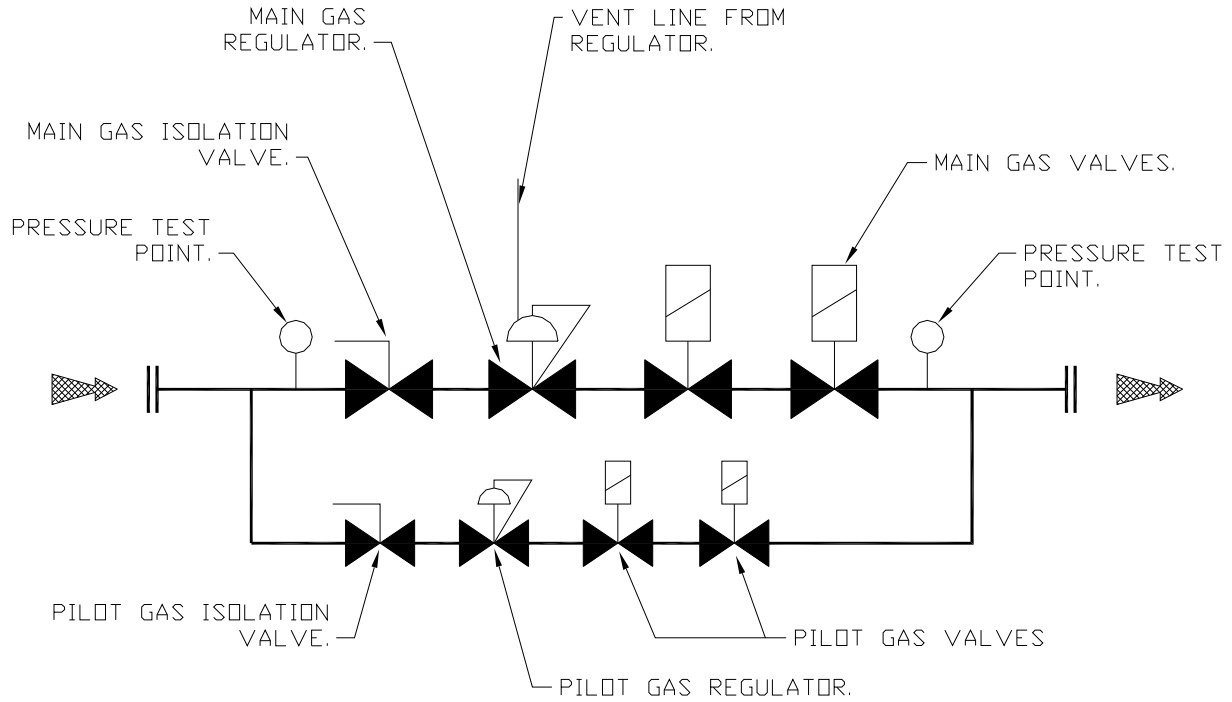 MAIN GAS
REGULATOR.
VENT LINE FROM
REGULATOR.
MAIN GAS ISOLATION
VALVE.
MAIN GAS VALVES.
PRESSURE TEST
POINT.
PRESSURE TEST
POINT.
PILOT GAS ISOLATION
VALVE.
PILOT GAS VALVES
PILOT GAS REGULATOR.